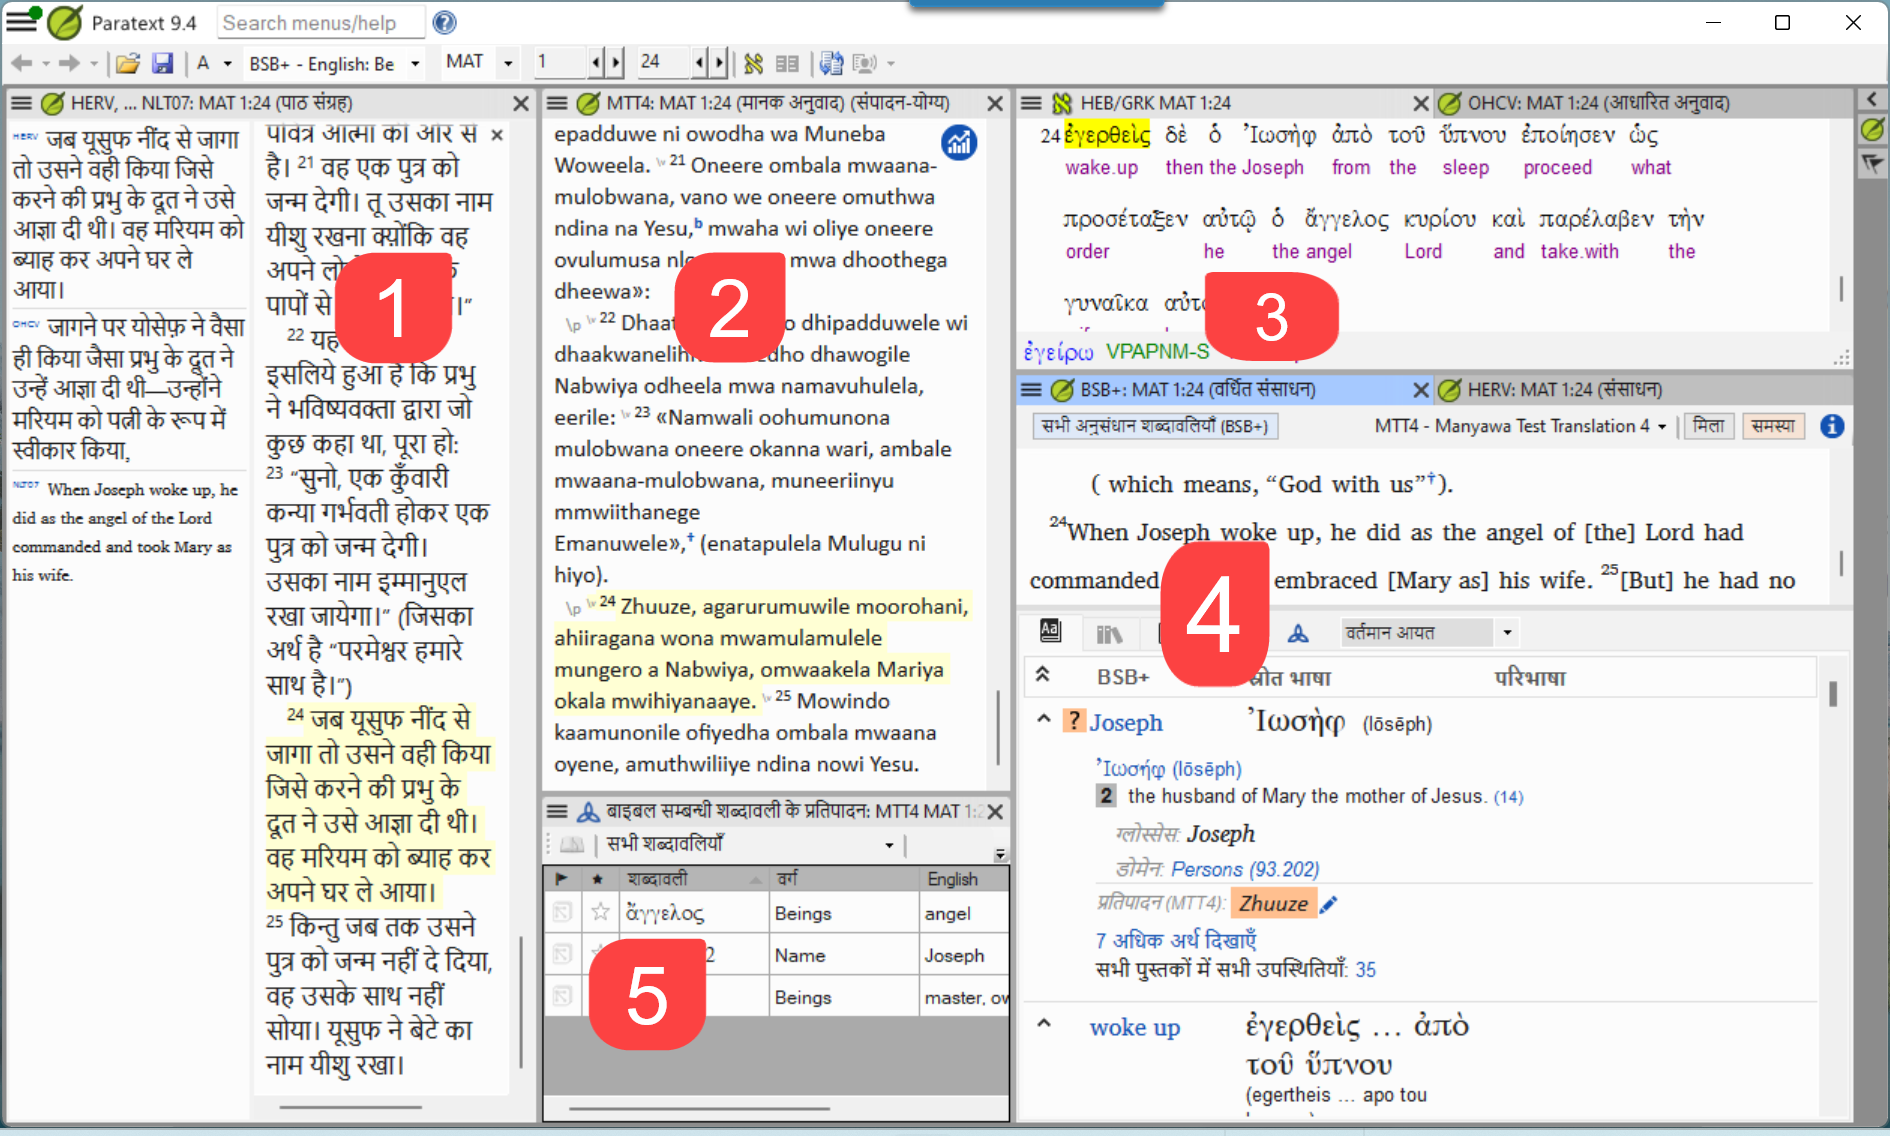 Paratext 9.4
Search menus/help
A
BSB+ - English: Be
MAT
1
24
HERV, ... NLT07: MAT 1:24 (पाठ संग्रह)
HERV जब यूसुफ नींद से जागा
तो उसने वही किया जिसे
करने की प्रभु के दूत ने उसे
आज्ञा दी थी। वह मरियम को
ब्याह कर अपने घर ले
आया।
OHCV जागने पर योसेफ़ ने वैसा
ही किया जैसा प्रभु के दूत ने
उन्हें आज्ञा दी थी—उन्होंने
मरियम को पत्नी के रूप में
स्वीकार किया,
NLT07 When Joseph woke up, he
did as the angel of the Lord
commanded and took Mary as
his wife.
पवित्र आत्मा की ओर से
है। 21 वह एक पुत्र को
जन्म देगी। तू उसका नाम
यीशु रखना क्योंकि वह
अपने
पापों से ।”
22 यह
इसलिये हुआ है कि प्रभु
ने भविष्यवक्ता द्वारा जो
कुछ कहा था, पूरा हो:
23 “सुनो, एक कुँवारी
कन्या गर्भवती होकर एक
पुत्र को जन्म देगी।
उसका नाम इम्मानुएल
रखा जायेगा।” (जिसका
अर्थ है “परमेश्वर हमारे
साथ है।”)
24 जब यूसुफ नींद से
जागा तो उसने वही किया
जिसे करने की प्रभु के
दूत ने उसे आज्ञा दी थी।
वह मरियम को ब्याह कर
अपने घर ले आया।
25 किन्तु जब तक उसने
पुत्र को जन्म नहीं दे दिया,
वह उसके साथ नहीं
सोया। यूसुफ ने बेटे का
नाम यीशु रखा।
1
MTT4: MAT 1:24 (मानक अनुवाद) (संपादन-योग्य)
epadduwe ni owodha wa Muneba
Woweela. \v 21 Oneere ombala mwaana-
mulobwana, vano we oneere omuthwa
ndina na Yesu,b mwaha wi oliye oneere
ovulumusa mwa dhoothega
dheewa»:
\p \v 22 dhipadduwele wi
dhawogile
Nabwiya odheela mwa namavuhulela,
eerile: \v 23 «Namwali oohumunona
mulobwana oneere okanna wari, ambale
mwaana-mulobwana, muneeriinyu
mmwiithanege
Emanuwele»,† (enatapulela Mulugu ni
hiyo).
\p \v 24 Zhuuze, agarurumuwile moorohani,
ahiiragana wona mwamulamulele
mungero a Nabwiya, omwaakela Mariya
okala mwihiyanaaye. \v 25 Mowindo
kaamunonile ofiyedha ombala mwaana
oyene, amuthwiliiye ndina nowi Yesu.
2
बाइबल सम्बन्धी शब्दावली के प्रतिपादन: MTT4 MAT
सभी शब्दावलियाँ
शब्दावली वर्ग English
ἄγγελος Beings angel
2 Name Joseph
Beings master,
5
HEB/GRK MAT 1:24
OHCV: MAT 1:24 (आधारित अनुवाद)
24 ἐγερθεὶς δὲ ὁ Ἰωσὴφ ἀπὸ τοῦ ὕπνου ἐποίησεν ὡς
wake.up then the Joseph from the sleep proceed what
προσέταξεν αὐτῷ ὁ ἄγγελος κυρίου καὶ παρέλαβεν τὴν
order he the angel Lord and take.with the
γυναῖκα
ἐγείρω VPAPNM-S
3
BSB+: MAT 1:24 (वर्धित संसाधन)
HERV: MAT 1:24 (संसाधन)
सभी अनुसंधान शब्दावलियाँ (BSB+)
MTT4 - Manyawa Test Translation 4
मिला
समस्या
( which means, “God with us”†).
24When Joseph woke up, he did as the angel of [the] Lord had
commanded embraced [Mary as] his wife. 25[But] he had no
4
वर्तमान आयत
BSB+ स्रोत भाषा परिभाषा
? Joseph Ἰωσὴφ (Iōsēph)
Ἰωσήφ (Iōsēph)
2 the husband of Mary the mother of Jesus. (14)
ग्लोस्सेस: Joseph
डोमेन: Persons (93.202)
प्रतिपादन (MTT4): Zhuuze
7 अधिक अर्थ दिखाएँ
सभी पुस्तकों में सभी उपस्थितियाँ: 35
woke up ἐγερθεὶς ... ἀπὸ
τοῦ ὕπνου
(egertheis ... apo tou